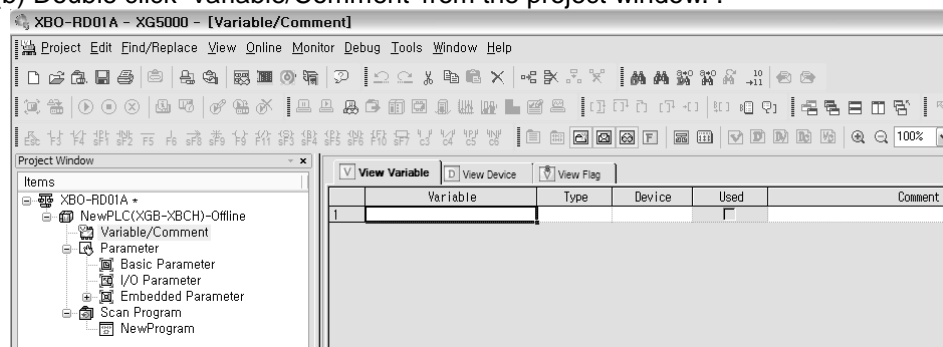 (b) Double click 'Variable/Comment' from the project window. .
XBO-RD01A - XG5000 - [Variable/Comment]
Project Edit Find/Replace View Online Monitor Debug Tools Window Help
100%
Project Window
Items
XBO-RD01A *
NewPLC(XGB-XBCH)-Offline
Variable/Comment
Parameter
Basic Parameter
I/O Parameter
Embedded Parameter
Scan Program
NewProgram
V View Variable D View Device View Flag
Variable Type Device Used Comment
1